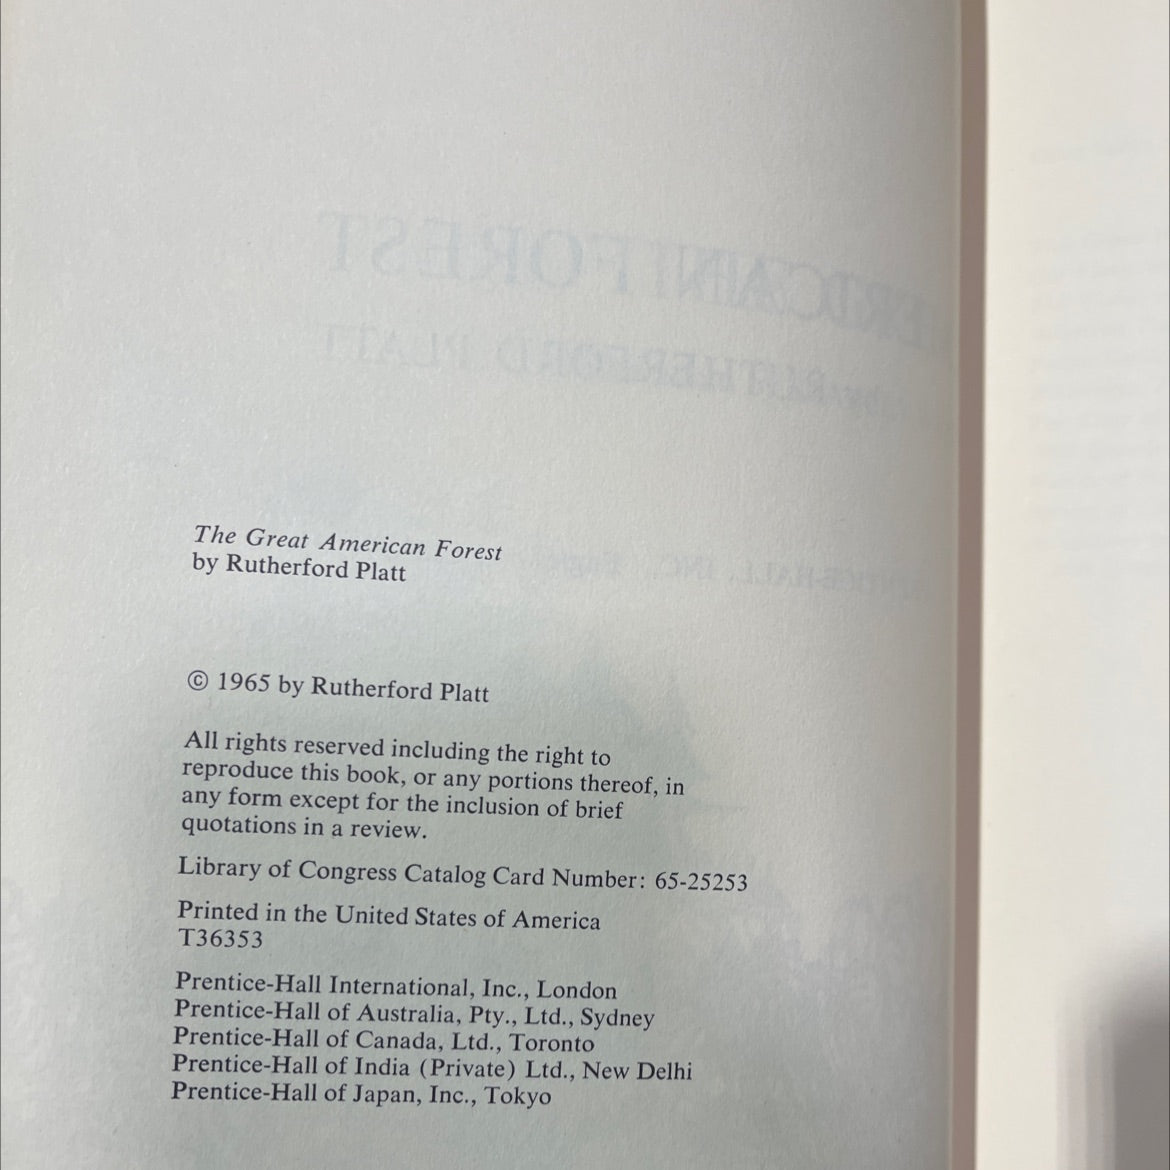 The Great American Forest
by Rutherford Platt
© 1965 by Rutherford Platt
All rights reserved including the right to
reproduce this book, or any portions thereof, in
any form except for the inclusion of brief
quotations in a review.
Library of Congress Catalog Card Number: 65-25253
Printed in the United States of America
T36353
Prentice-Hall International, Inc., London
Prentice-Hall of Australia, Pty., Ltd., Sydney
Prentice-Hall of Canada, Ltd., Toronto
Prentice-Hall of India (Private) Ltd., New Delhi
Prentice-Hall of Japan, Inc., Tokyo